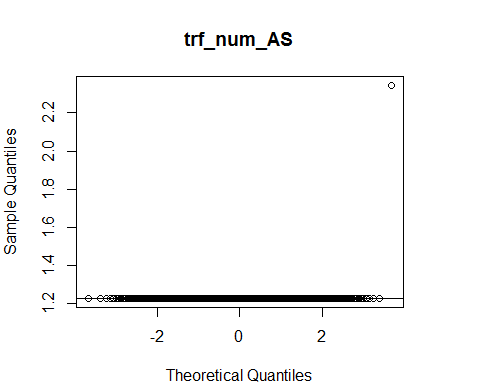 trf_num_AS
Sample Quantiles
2.2
2.0
1.8
1.6
1.4
1.2
-2 0 2
Theoretical Quantiles